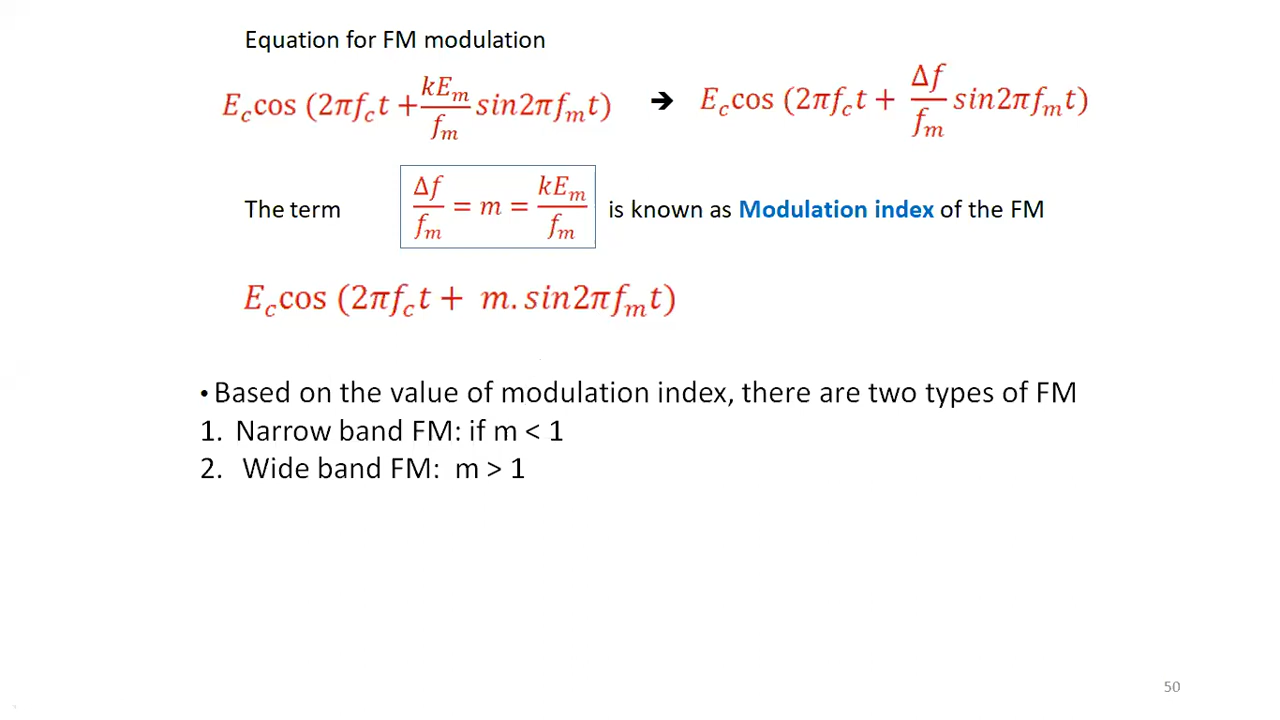 Equation for FM modulation
E_c cos (2πf_c t + kE_m/f_m sin2πf_m t) ➔ E_c cos (2πf_c t + Δf/f_m sin2πf_m t)
The term Δf/f_m = m = kE_m/f_m is known as Modulation index of the FM
E_c cos (2πf_c t + m. sin2πf_m t)
• Based on the value of modulation index, there are two types of FM
1. Narrow band FM: if m < 1
2. Wide band FM: m > 1
50